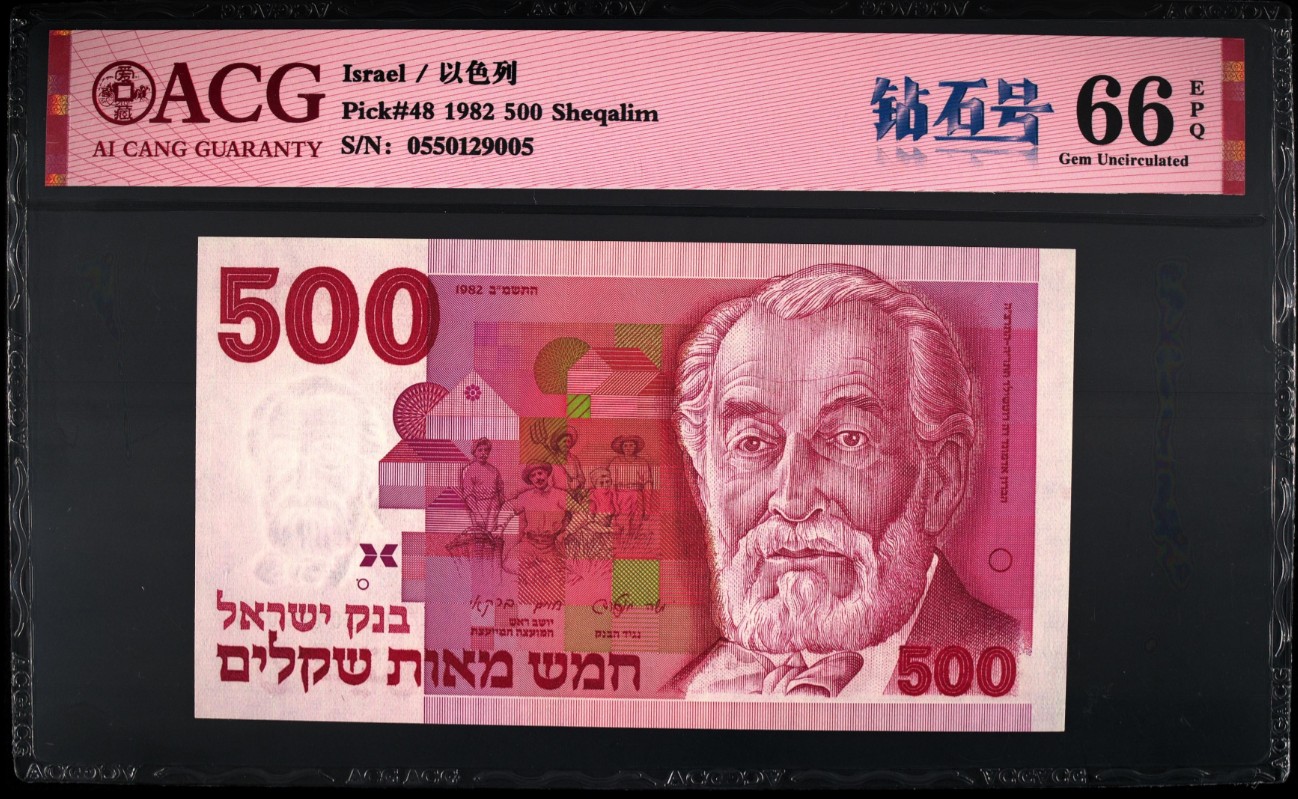 ACG
AI CANG GUARANTY
Israel / 以色列
Pick#48 1982 500 Sheqalim
S/N: 0550129005
钻石号
66
EPQ
Gem Uncirculated
500
1982 התשמ"ב
בנק ישראל
חמש מאות שקלים
יושב ראש
המועצה המייעצת
נגיד הבנק
500